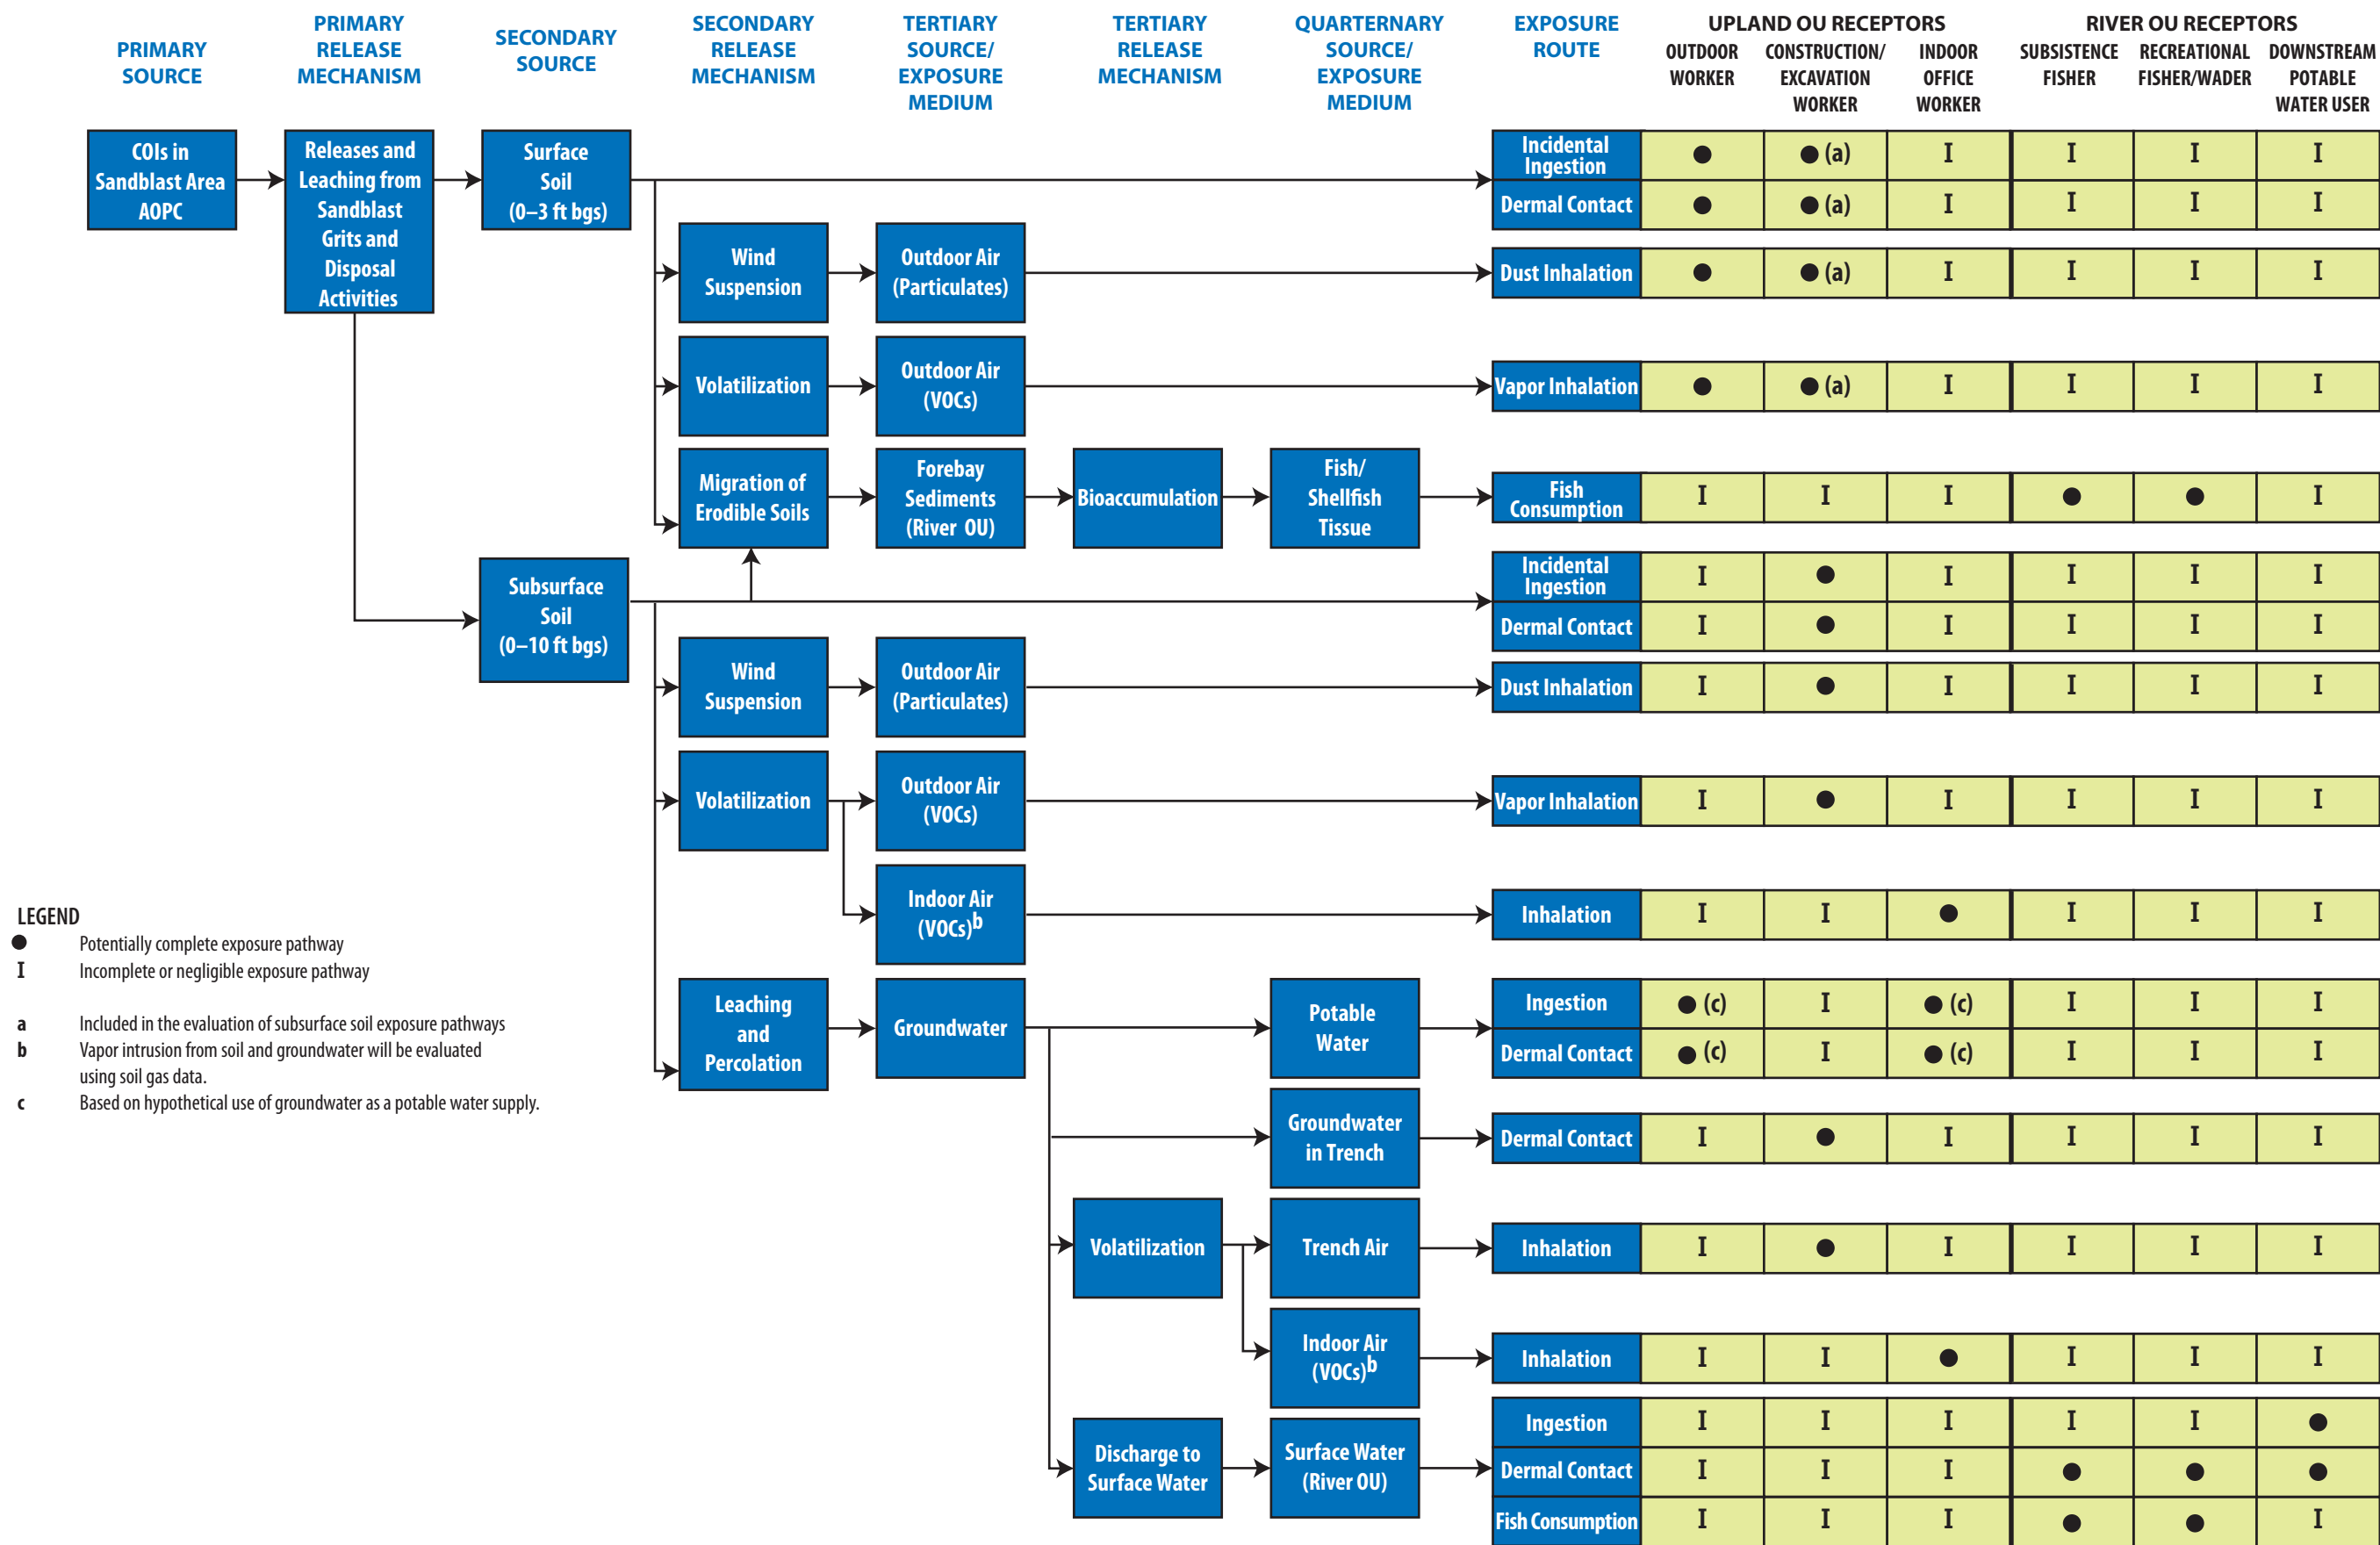 PRIMARY
SOURCE
PRIMARY
RELEASE
MECHANISM
SECONDARY
SOURCE
SECONDARY
RELEASE
MECHANISM
TERTIARY
SOURCE/
EXPOSURE
MEDIUM
TERTIARY
RELEASE
MECHANISM
QUARTERNARY
SOURCE/
EXPOSURE
MEDIUM
EXPOSURE
ROUTE
UPLAND OU RECEPTORS
OUTDOOR
WORKER
CONSTRUCTION/
EXCAVATION
WORKER
INDOOR
OFFICE
WORKER
RIVER OU RECEPTORS
SUBSISTENCE
FISHER
RECREATIONAL
FISHER/WADER
DOWNSTREAM
POTABLE
WATER USER
COIs in
Sandblast Area
AOPC
Releases and
Leaching from
Sandblast
Grits and
Disposal
Activities
Surface
Soil
(0–3 ft bgs)
Incidental
Ingestion
● ● (a) I I I I
Dermal Contact ● ● (a) I I I I
Wind
Suspension
Outdoor Air
(Particulates)
Dust Inhalation ● ● (a) I I I I
Volatilization
Outdoor Air
(VOCs)
Vapor Inhalation ● ● (a) I I I I
Migration of
Erodible Soils
Forebay
Sediments
(River OU)
Bioaccumulation
Fish/
Shellfish
Tissue
Fish
Consumption
I I I ● ● I
Subsurface
Soil
(0–10 ft bgs)
Incidental
Ingestion
I ● I I I I
Dermal Contact I ● I I I I
Wind
Suspension
Outdoor Air
(Particulates)
Dust Inhalation I ● I I I I
Volatilization
Outdoor Air
(VOCs)
Vapor Inhalation I ● I I I I
Indoor Air
(VOCs)b
Inhalation I I ● I I I
Leaching
and
Percolation
Groundwater
Potable
Water
Ingestion ● (c) I ● (c) I I I
Dermal Contact ● (c) I ● (c) I I I
Groundwater
in Trench
Dermal Contact I ● I I I I
Volatilization
Trench Air
Inhalation I ● I I I I
Indoor Air
(VOCs)b
Inhalation I I ● I I I
Discharge to
Surface Water
Surface Water
(River OU)
Ingestion I I I I I ●
Dermal Contact I I I ● ● ●
Fish Consumption I I I ● ● I
LEGEND
● Potentially complete exposure pathway
I Incomplete or negligible exposure pathway
a Included in the evaluation of subsurface soil exposure pathways
b Vapor intrusion from soil and groundwater will be evaluated
using soil gas data.
c Based on hypothetical use of groundwater as a potable water supply.